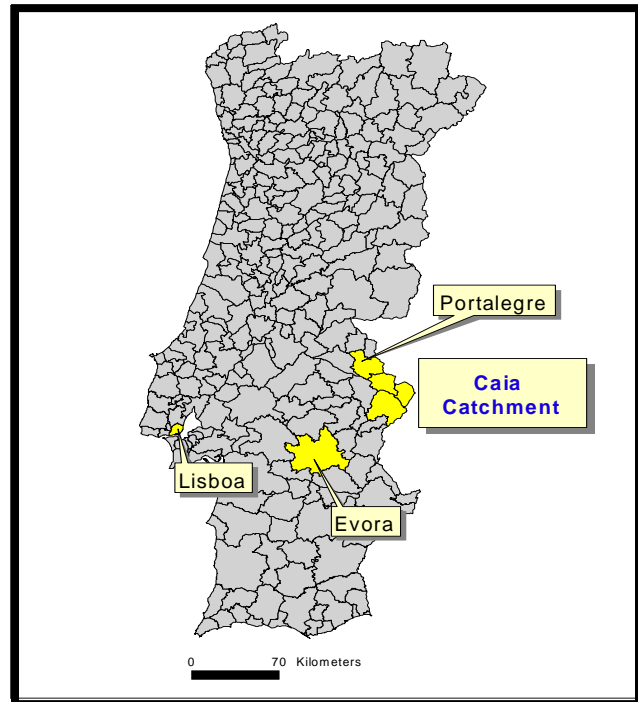 Portalegre
Caia
Catchment
Lisboa
Evora
0 70 Kilometers